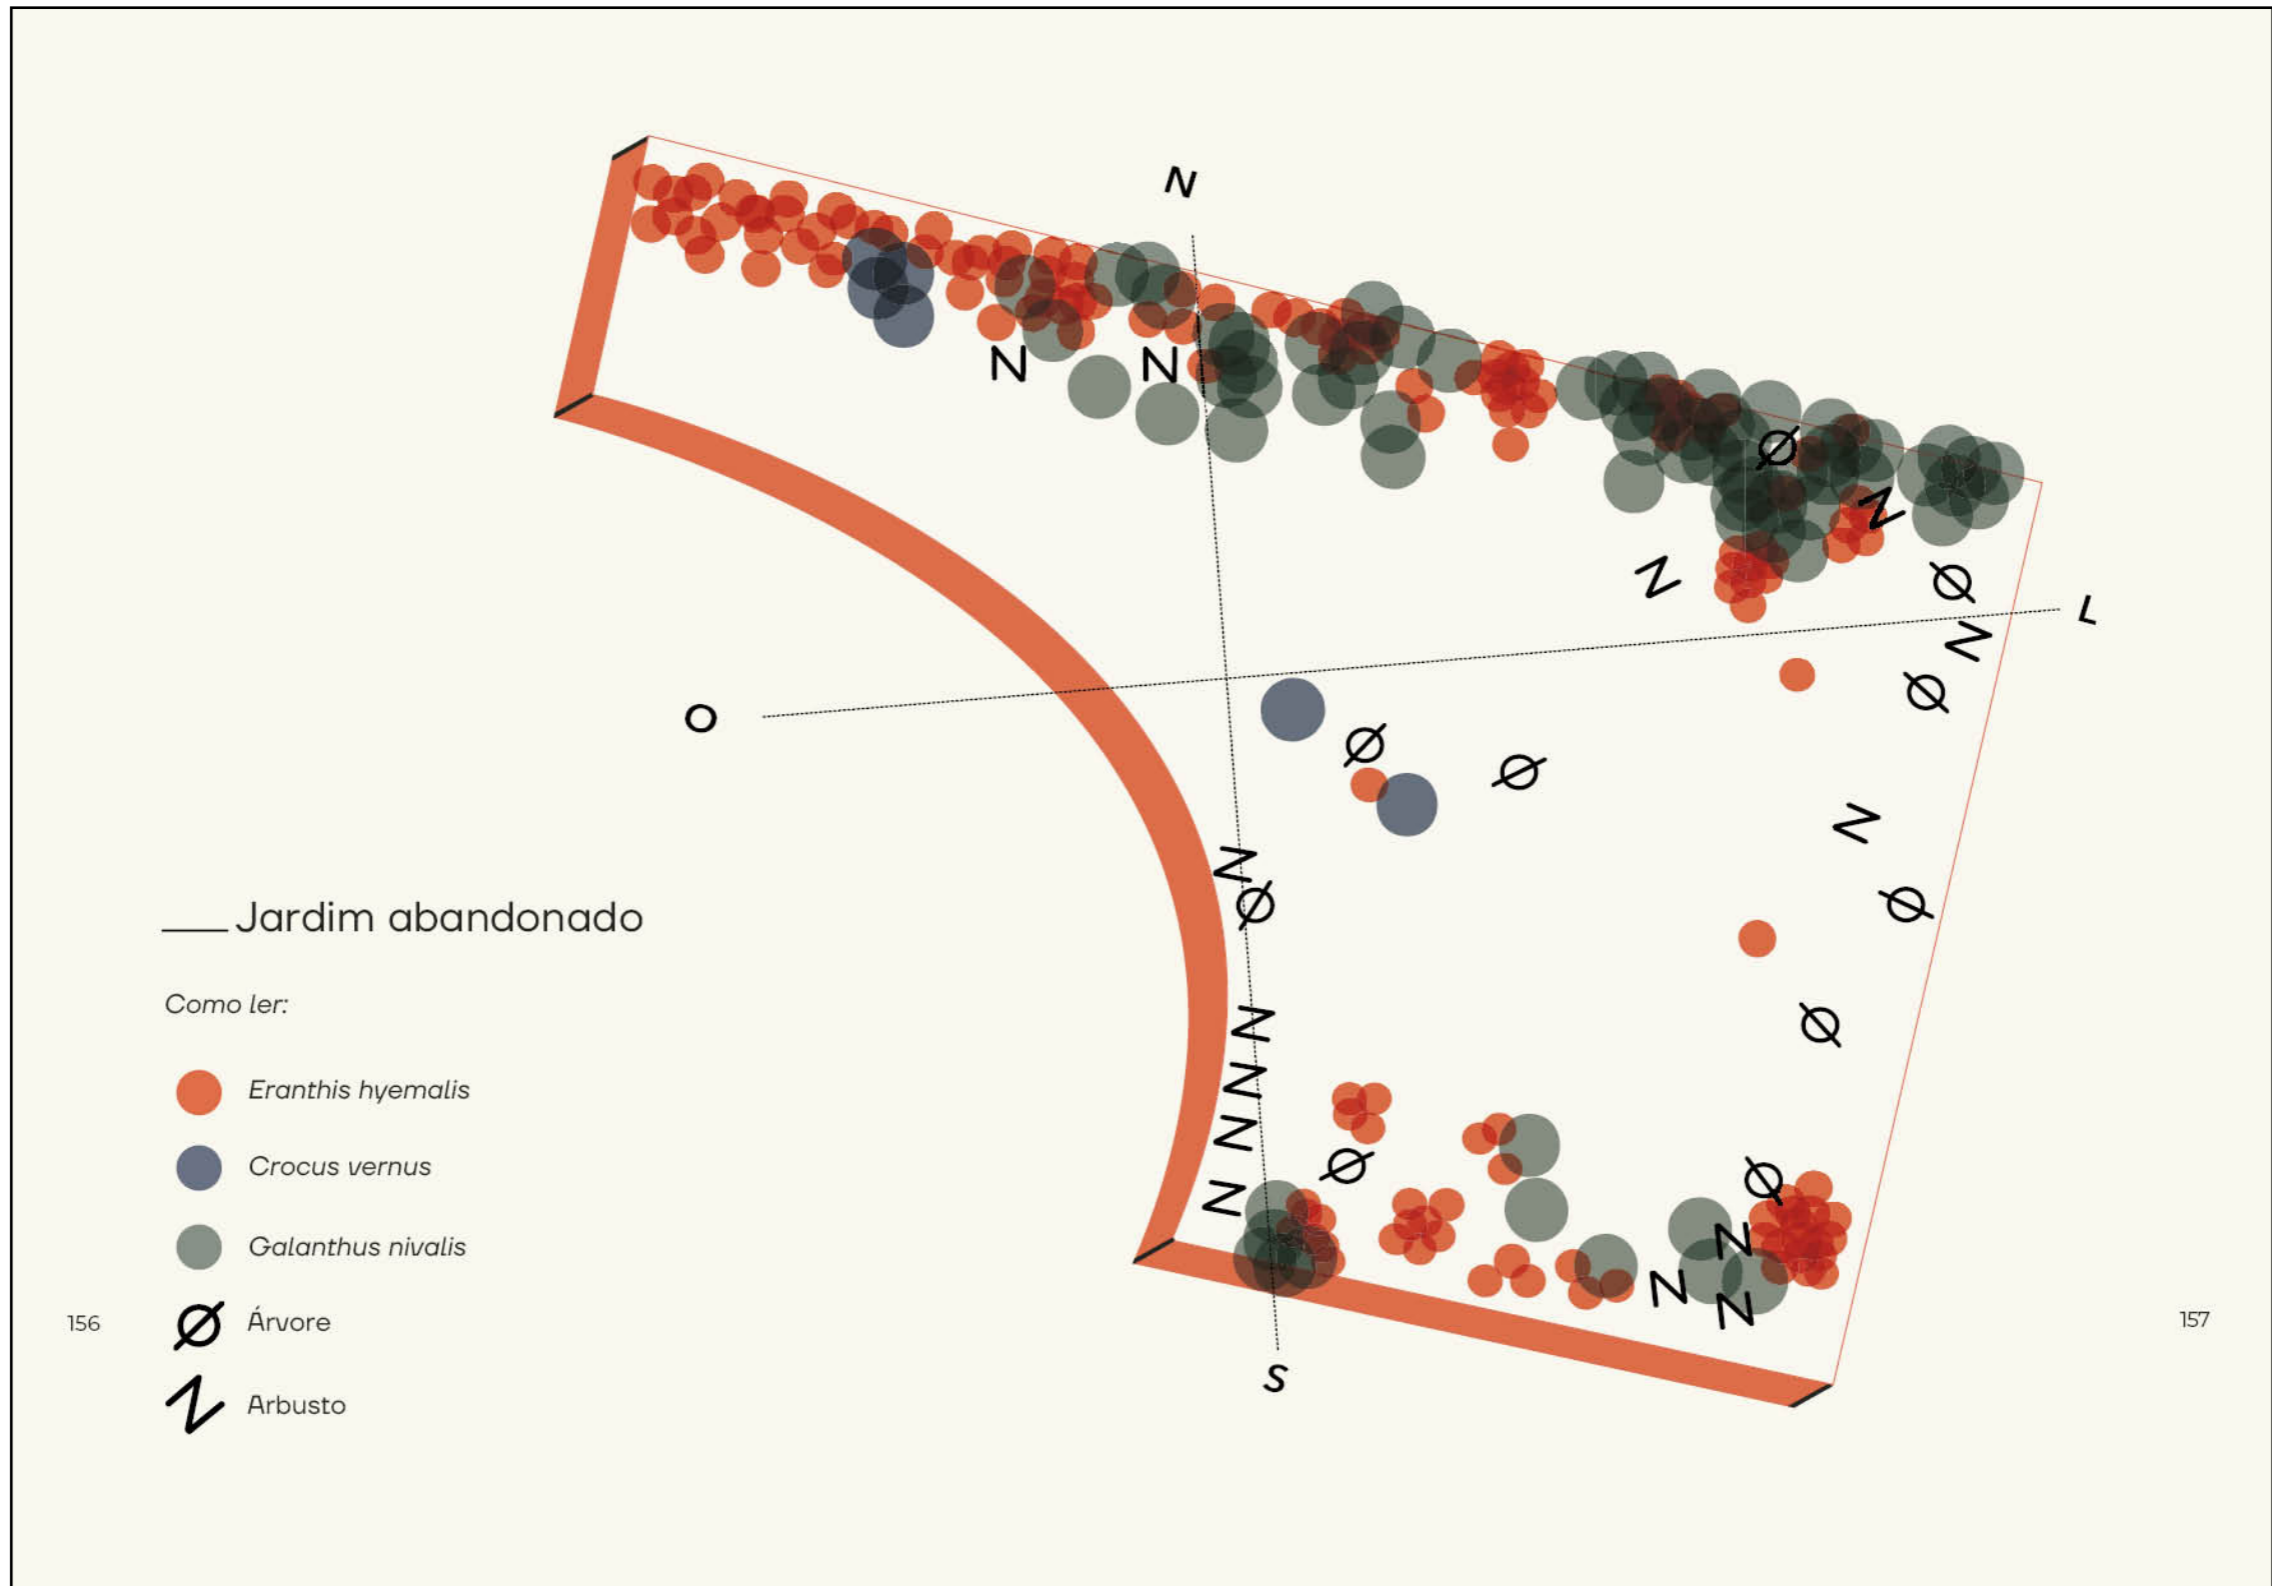 N
L
O
Jardim abandonado
Como ler:
Eranthis hyemalis
Crocus vernus
Galanthus nivalis
Árvore
Arbusto
156
157
S